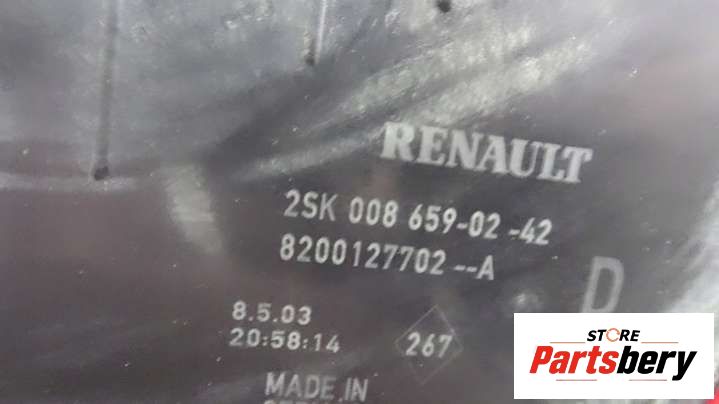 RENAULT
2SK 008 659-02 -42
8200127702--A
D
8.5.03
20:58:14
267
MADE IN
STORE
Partsbery